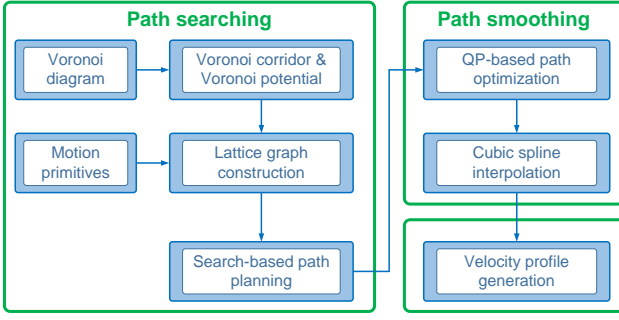 Path searching
Voronoi
diagram
Voronoi corridor &
Voronoi potential
Motion
primitives
Lattice graph
construction
Search-based path
planning
Path smoothing
QP-based path
optimization
Cubic spline
interpolation
Velocity profile
generation